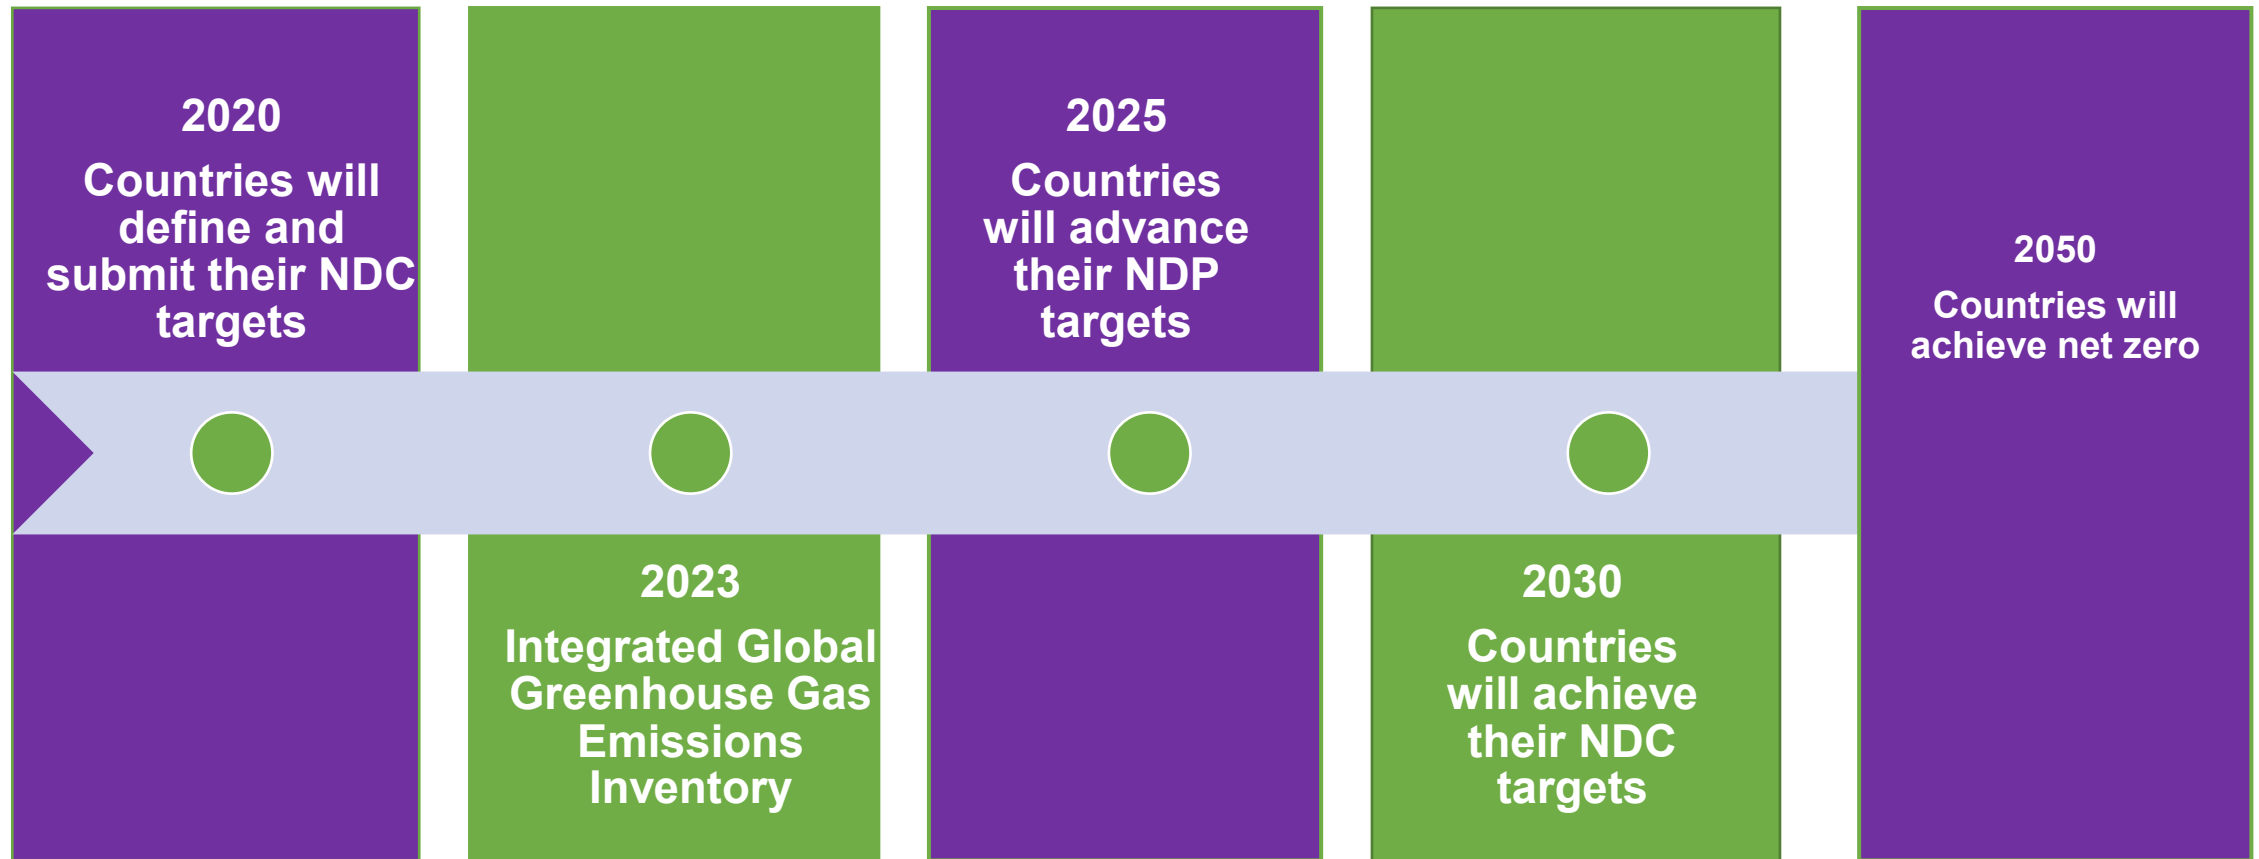 2020
Countries will
define and
submit their NDC
targets
2023
Integrated Global
Greenhouse Gas
Emissions
Inventory
2025
Countries
will advance
their NDP
targets
2030
Countries
will achieve
their NDC
targets
2050
Countries will
achieve net zero